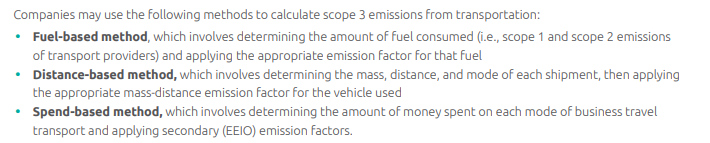 Companies may use the following methods to calculate scope 3 emissions from transportation:
• Fuel-based method, which involves determining the amount of fuel consumed (i.e., scope 1 and scope 2 emissions
of transport providers) and applying the appropriate emission factor for that fuel
• Distance-based method, which involves determining the mass, distance, and mode of each shipment, then applying
the appropriate mass-distance emission factor for the vehicle used
• Spend-based method, which involves determining the amount of money spent on each mode of business travel
transport and applying secondary (EEIO) emission factors.